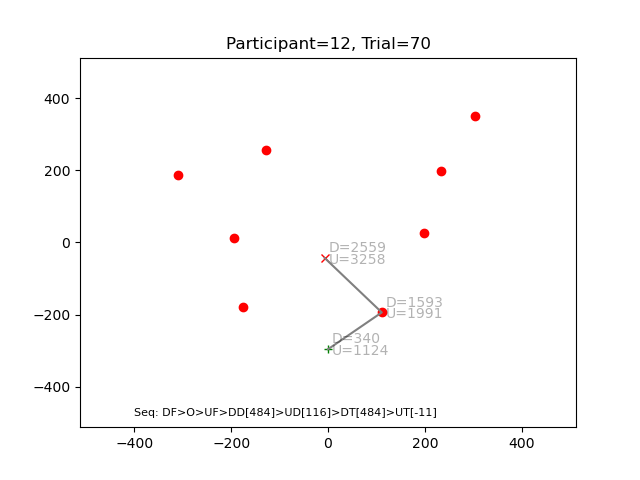 Participant=12, Trial=70
400
200
0
−200
−400
D=2559
U=3258
D=1593
U=1991
D=340
U=1124
Seq: DF>O>UF>DD[484]>UD[116]>DT[484]>UT[-11]
−400 −200 0 200 400